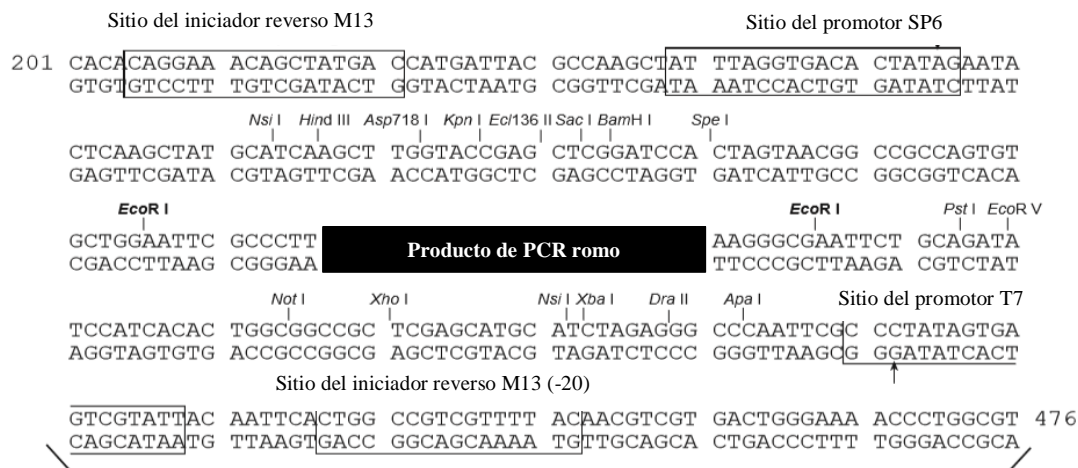 Sitio del iniciador reverso M13 Sitio del promotor SP6
201 CACACAGGAA ACAGCTATGAC CATGATTAC GCCAAGCTAT TTAGGTGACA CTATAGAATA
GTGTGTCCTT TGTCGATACTG GTACTAATG CGGTTCGATA AATCCACTGT GATATCTTAT
Nsi I Hind III Asp718 I Kpn I Ecl136 II Sac I BamH I Spe I
CTCAAGCTAT GCATCAAGCT TGGTACCGAG CTCGGATCCA CTAGTAACGG CCGCCAGTGT
GAGTTCGATA CGTAGTTCGA ACCATGGCTC GAGCCTAGGT GATCATTGCC GGCGGTCACA
EcoR I EcoR I Pst I EcoR V
GCTGGAATTC GCCCTT Producto de PCR romo AAGGGCGAATTCT GCAGATA
CGACCTTAAG CGGGAA TTCCCGCTTAAGA CGTCTAT
Not I Xho I Nsi I Xba I Dra II Apa I Sitio del promotor T7
TCCATCACAC TGGCGGCCGC TCGAGCATGC ATCTAGAGGG CCCAATTCGC CCTATAGTGA
AGGTAGTGTG ACCGCCGGCG AGCTCGTACG TAGATCTCCC GGGTTAAGCG GGATATCACT
Sitio del iniciador reverso M13 (-20)
GTCGTATTAC AATTCACTGG CCGTCGTTTT ACAACGTCGT GACTGGGAAA ACCCTGGCGT 476
CAGCATAATG TTAAGTGACC GGCAGCAAAA TGTTGCAGCA CTGACCCTTT TGGGACCGCA